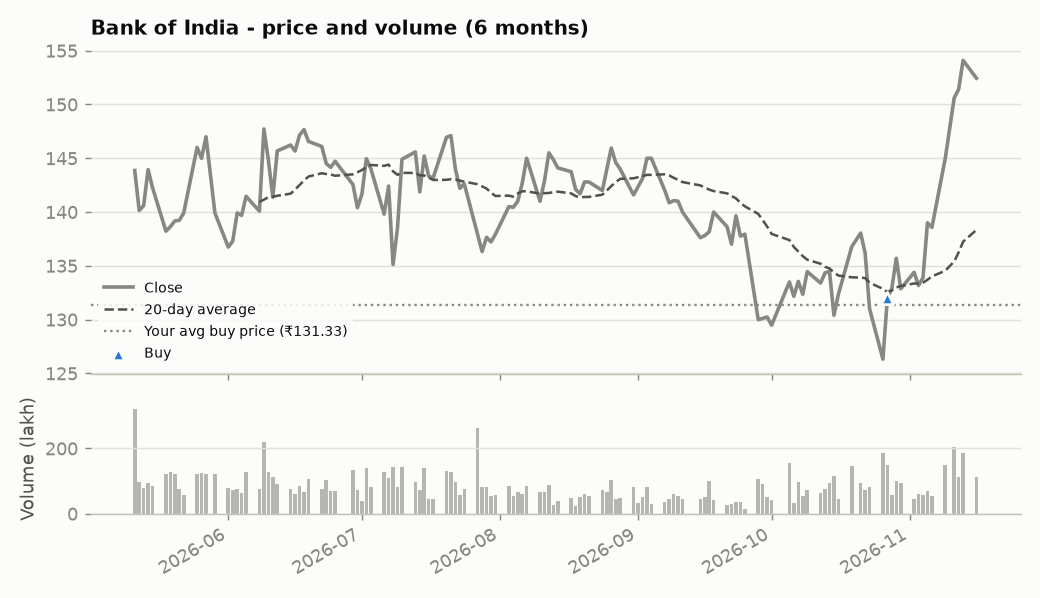 Bank of India - price and volume (6 months)
155
150
145
140
135
130
125
Close
20-day average
Your avg buy price (₹131.33)
Buy
Volume (lakh)
200
0
2026-06
2026-07
2026-08
2026-09
2026-10
2026-11